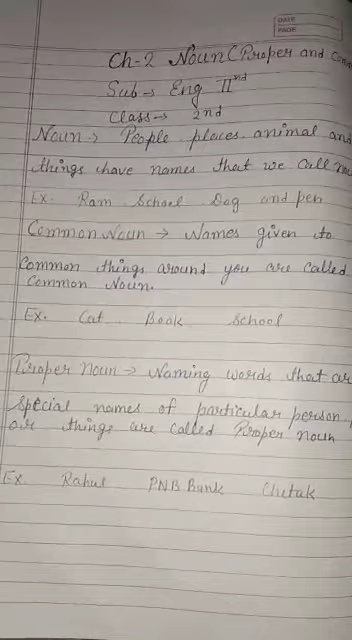 DATE
PAGE
Ch-2 Noun (Proper and Com
Sub → Eng IInd
Class → 2nd
Noun → People places animal and
things have names that we call
Ex. Ram School Dog and pen
Common Noun → Names given to
Common things around you are called
Common Noun.
Ex. Cat Book School
Proper noun → Naming words that ar
special names of particular person
or things are called Proper noun
Ex. Rahul PNB Bank Chetak